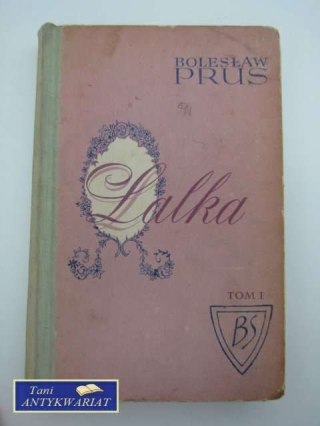 BOLESŁAW
PRUS
Lalka
TOM I
BS
Tani
ANTYKWARIAT